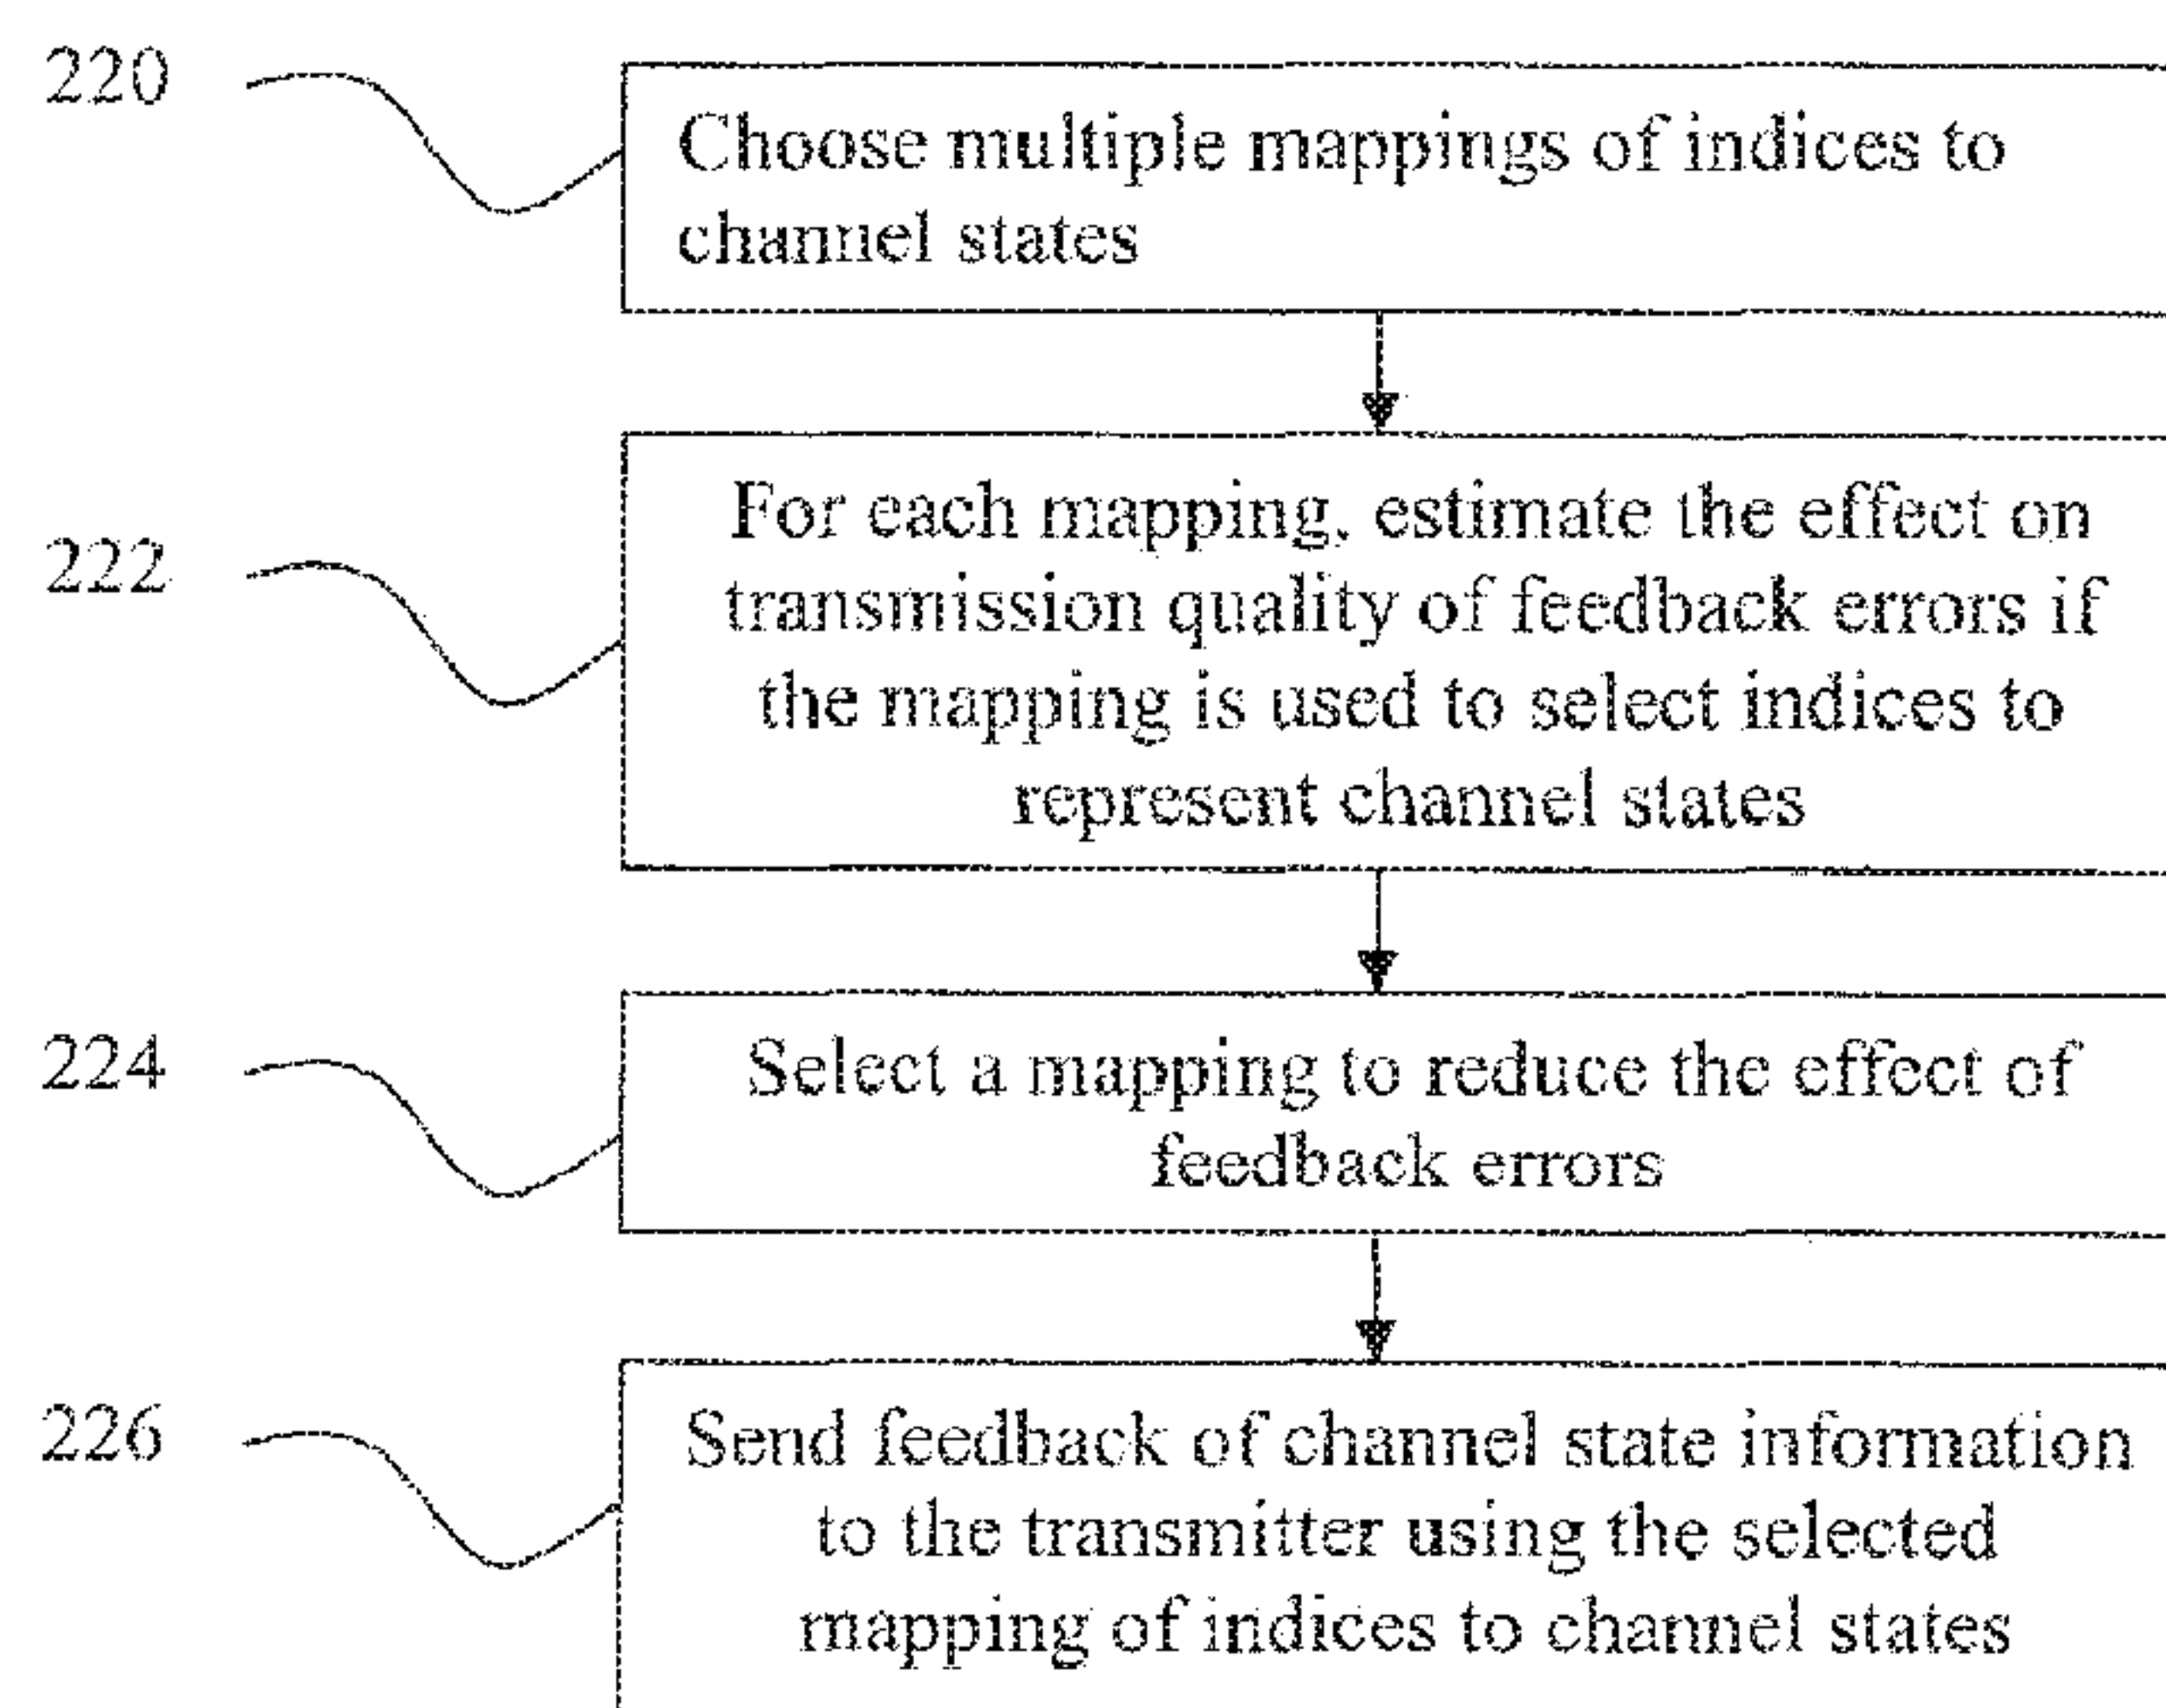 220
Choose multiple mappings of indices to
channel states
222
For each mapping, estimate the effect on
transmission quality of feedback errors if
the mapping is used to select indices to
represent channel states
224
Select a mapping to reduce the effect of
feedback errors
226
Send feedback of channel state information
to the transmitter using the selected
mapping of indices to channel states